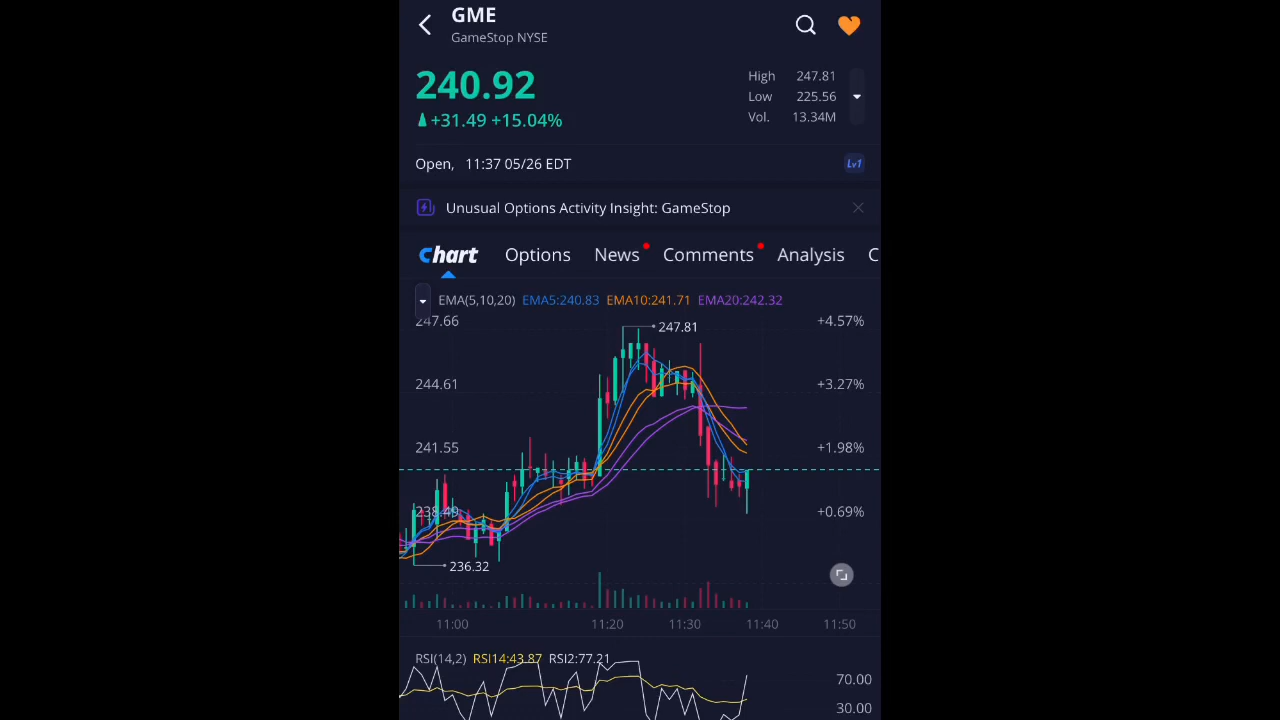 GME
GameStop NYSE
240.92
+31.49 +15.04%
High 247.81
Low 225.56
Vol. 13.34M
Open, 11:37 05/26 EDT
Lv1
Unusual Options Activity Insight: GameStop
Chart Options News Comments Analysis C
EMA(5,10,20) EMA5:240.83 EMA10:241.71 EMA20:242.32
247.66 +4.57%
247.81
244.61 +3.27%
241.55 +1.98%
238.49 +0.69%
236.32
11:00 11:20 11:30 11:40 11:50
RSI(14,2) RSI14:43.87 RSI2:77.21
70.00
30.00